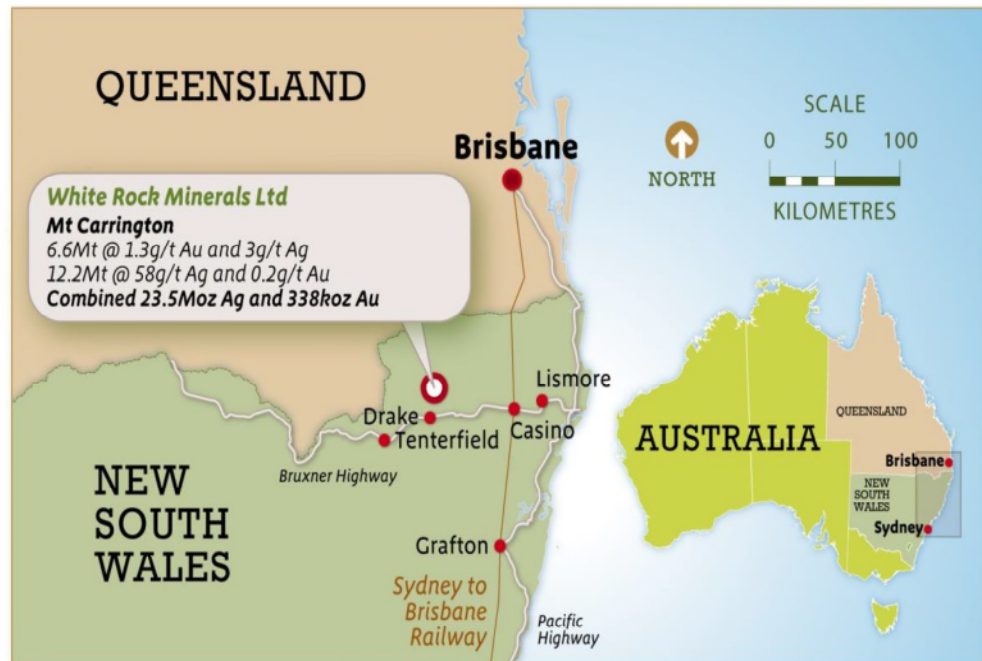 QUEENSLAND
Brisbane
NORTH
SCALE
0 50 100
KILOMETRES
White Rock Minerals Ltd
Mt Carrington
6.6Mt @ 1.3g/t Au and 3g/t Ag
12.2Mt @ 58g/t Ag and 0.2g/t Au
Combined 23.5Moz Ag and 338koz Au
Lismore
Drake
Casino
Tenterfield
Bruxner Highway
NEW
SOUTH
WALES
Grafton
Sydney to
Brisbane
Railway
Pacific
Highway
AUSTRALIA
QUEENSLAND
Brisbane
NEW
SOUTH
WALES
Sydney